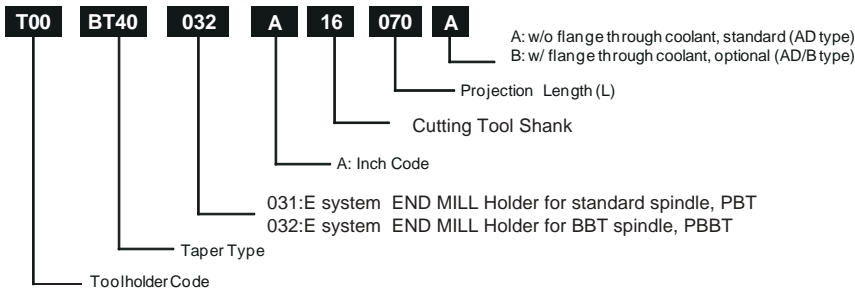 T00 BT40 032 A 16 070 A
A: w/o flange through coolant, standard (AD type)
B: w/ flange through coolant, optional (AD/B type)
Projection Length (L)
Cutting Tool Shank
A: Inch Code
031:E system END MILL Holder for standard spindle, PBT
032:E system END MILL Holder for BBT spindle, PBBT
Taper Type
Toolholder Code